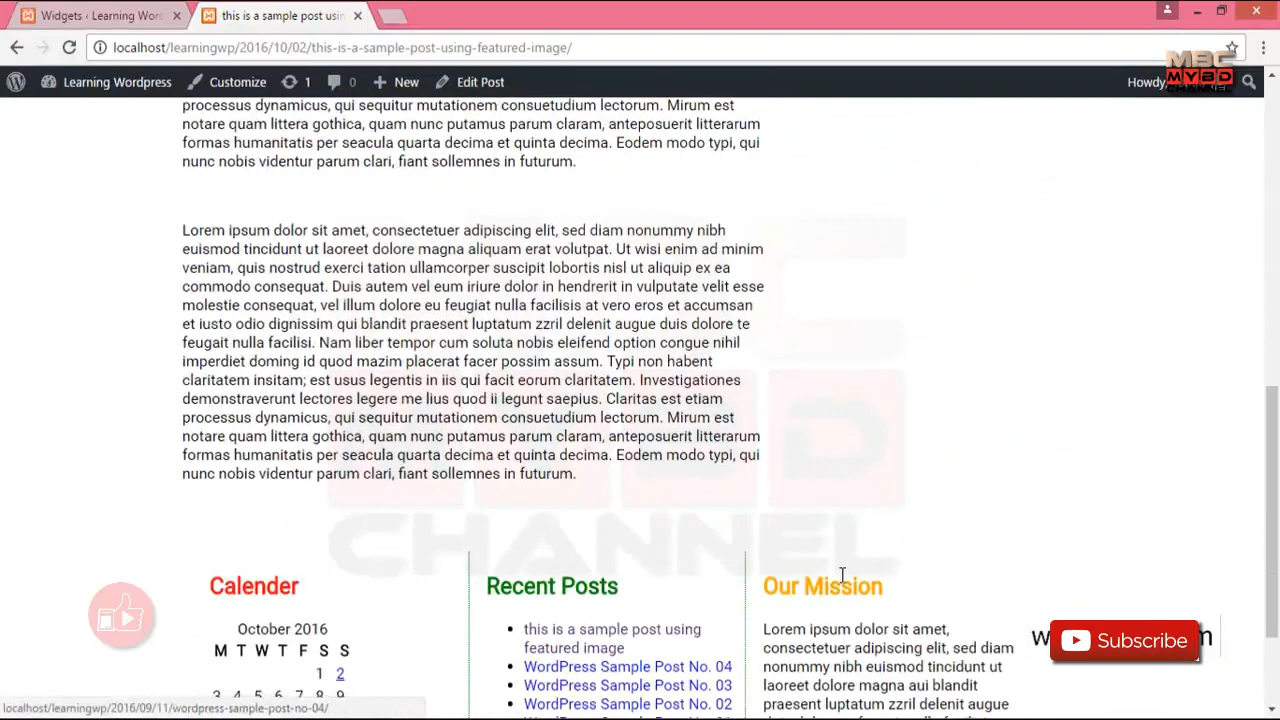 Widgets ‹ Learning Wor
this is a sample post usin
localhost/learningwp/2016/10/02/this-is-a-sample-post-using-featured-image/
MBC
MYBD
CHANNEL
Learning Wordpress
Customize
1
0
New
Edit Post
Howdy
processus dynamicus, qui sequitur mutationem consuetudium lectorum. Mirum est
notare quam littera gothica, quam nunc putamus parum claram, anteposuerit litterarum
formas humanitatis per seacula quarta decima et quinta decima. Eodem modo typi, qui
nunc nobis videntur parum clari, fiant sollemnes in futurum.
Lorem ipsum dolor sit amet, consectetuer adipiscing elit, sed diam nonummy nibh
euismod tincidunt ut laoreet dolore magna aliquam erat volutpat. Ut wisi enim ad minim
veniam, quis nostrud exerci tation ullamcorper suscipit lobortis nisl ut aliquip ex ea
commodo consequat. Duis autem vel eum iriure dolor in hendrerit in vulputate velit esse
molestie consequat, vel illum dolore eu feugiat nulla facilisis at vero eros et accumsan
et iusto odio dignissim qui blandit praesent luptatum zzril delenit augue duis dolore te
feugait nulla facilisi. Nam liber tempor cum soluta nobis eleifend option congue nihil
imperdiet doming id quod mazim placerat facer possim assum. Typi non habent
claritatem insitam; est usus legentis in iis qui facit eorum claritatem. Investigationes
demonstraverunt lectores legere me lius quod ii legunt saepius. Claritas est etiam
processus dynamicus, qui sequitur mutationem consuetudium lectorum. Mirum est
notare quam littera gothica, quam nunc putamus parum claram, anteposuerit litterarum
formas humanitatis per seacula quarta decima et quinta decima. Eodem modo typi, qui
nunc nobis videntur parum clari, fiant sollemnes in futurum.
D
CHANNEL
Calender
October 2016
M T W T F S S
1 2
3 4 5 6 7 8 9
Recent Posts
this is a sample post using
featured image
WordPress Sample Post No. 04
WordPress Sample Post No. 03
WordPress Sample Post No. 02
Our Mission
Lorem ipsum dolor sit amet,
consectetuer adipiscing elit, sed diam
nonummy nibh euismod tincidunt ut
laoreet dolore magna aui blandit
praesent luptatum zzril delenit augue
Subscribe
localhost/learningwp/2016/09/11/wordpress-sample-post-no-04/